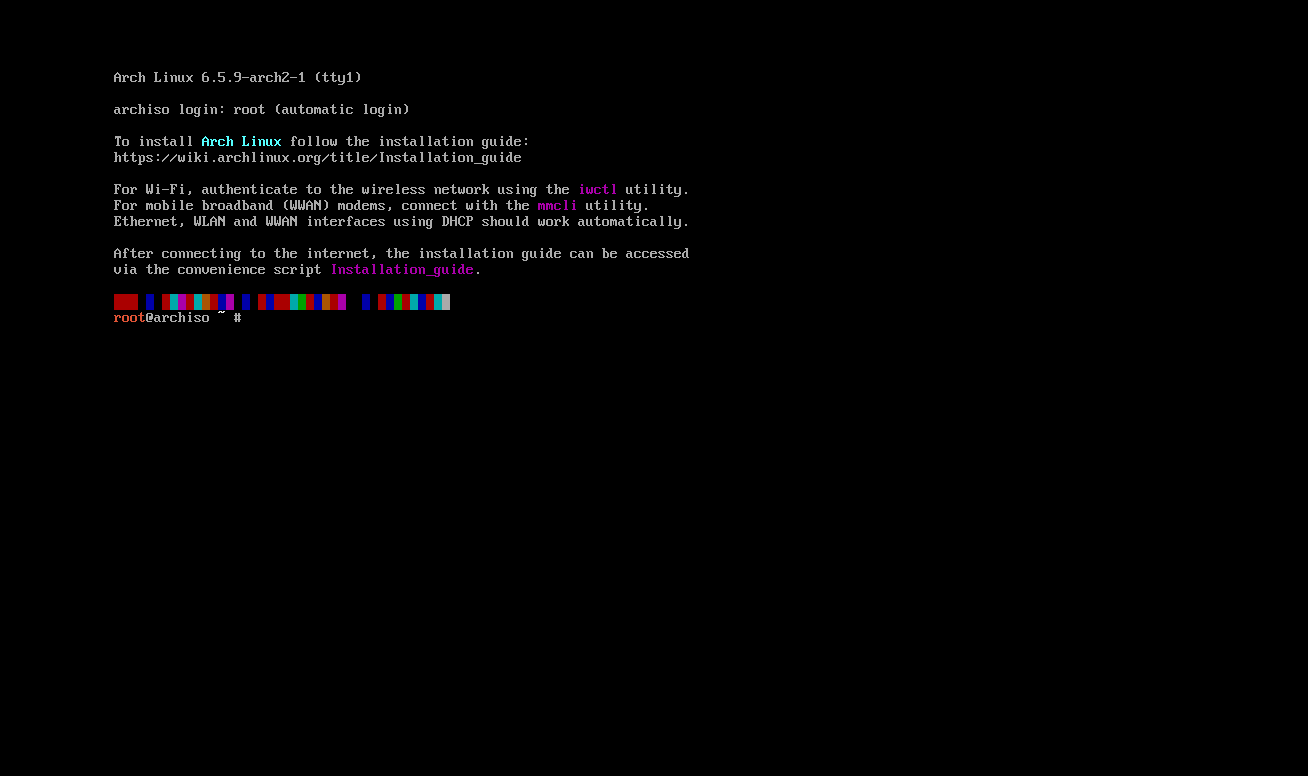 Arch Linux 6.5.9-arch2-1 (tty1)
archiso login: root (automatic login)
To install Arch Linux follow the installation guide:
https://wiki.archlinux.org/title/Installation_guide
For Wi-Fi, authenticate to the wireless network using the iwctl utility.
For mobile broadband (WWAN) modems, connect with the mmcli utility.
Ethernet, WLAN and WWAN interfaces using DHCP should work automatically.
After connecting to the internet, the installation guide can be accessed
via the convenience script Installation_guide.
root@archiso ~ #